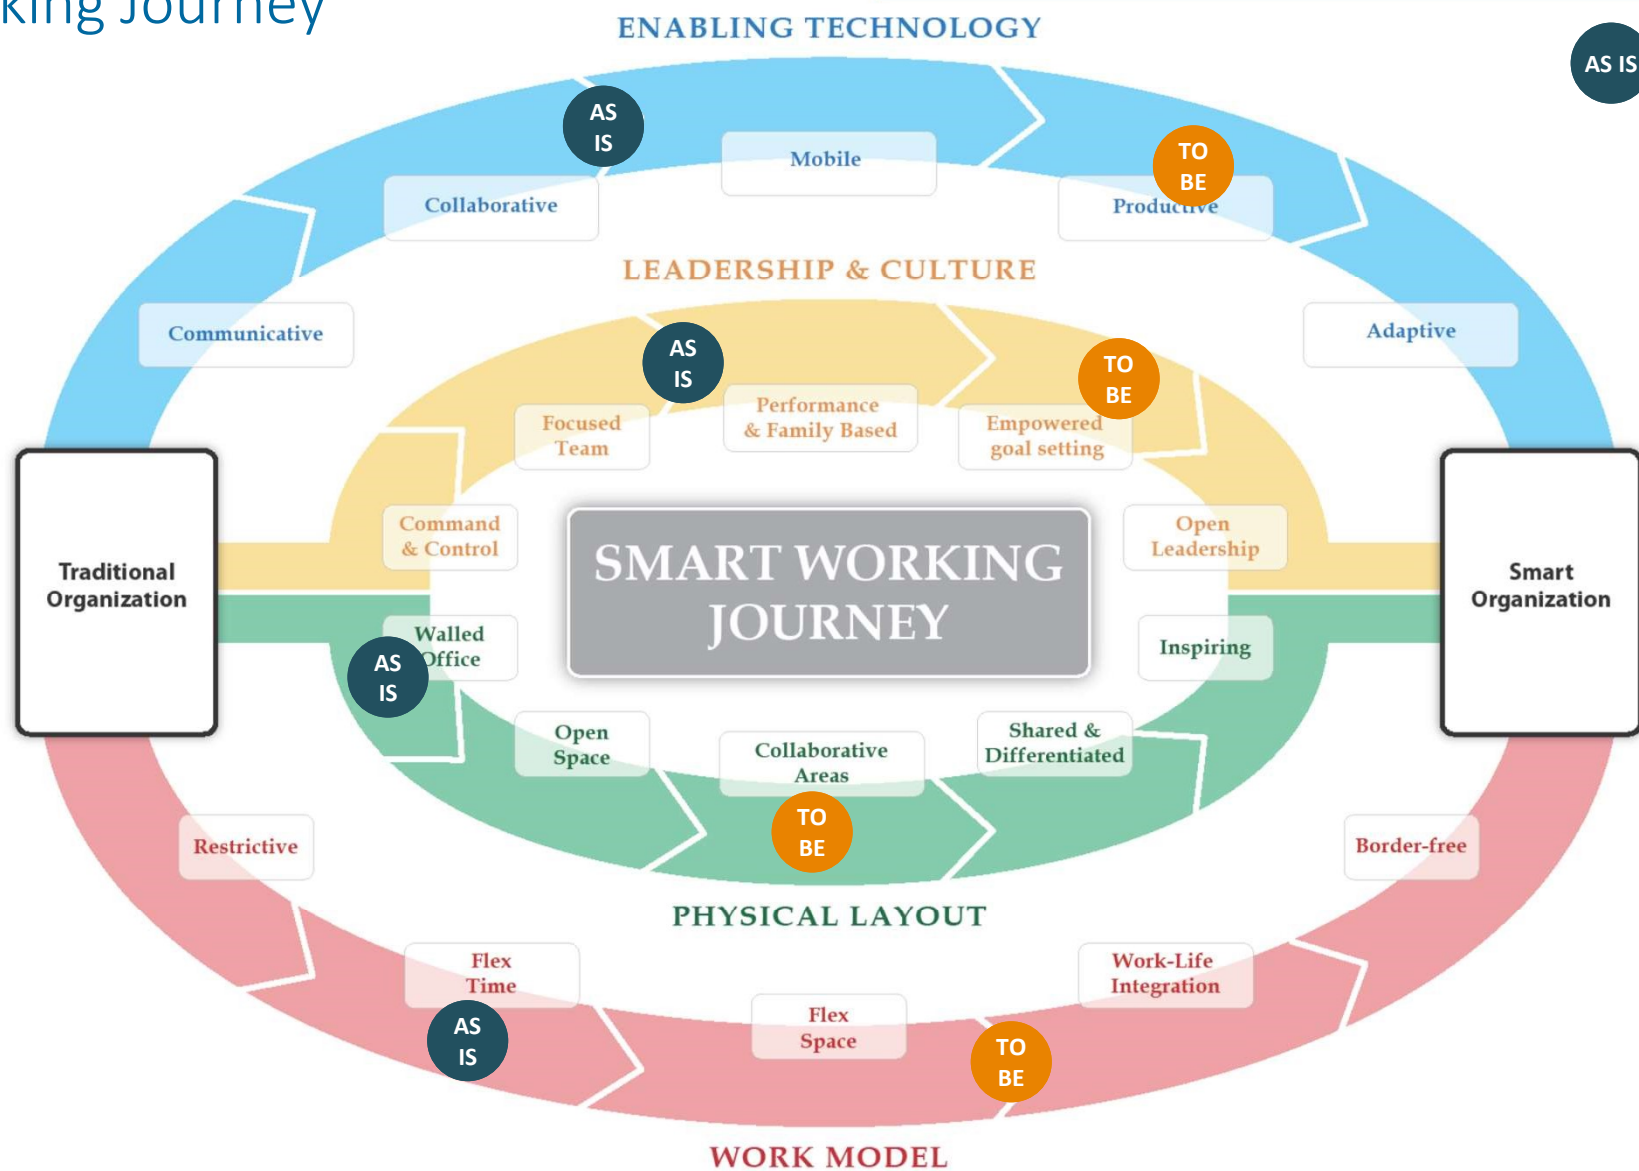 king Journey
ENABLING TECHNOLOGY
AS IS
AS
IS
TO
BE
Mobile
Collaborative
Productive
LEADERSHIP & CULTURE
Communicative
Adaptive
AS
IS
TO
BE
Performance
& Family Based
Focused
Team
Empowered
goal setting
Command
& Control
Open
Leadership
SMART WORKING
JOURNEY
Traditional
Organization
Smart
Organization
Walled
Office
AS
IS
Inspiring
Open
Space
Collaborative
Areas
Shared &
Differentiated
TO
BE
Restrictive
Border-free
PHYSICAL LAYOUT
Flex
Time
Work-Life
Integration
AS
IS
Flex
Space
TO
BE
WORK MODEL